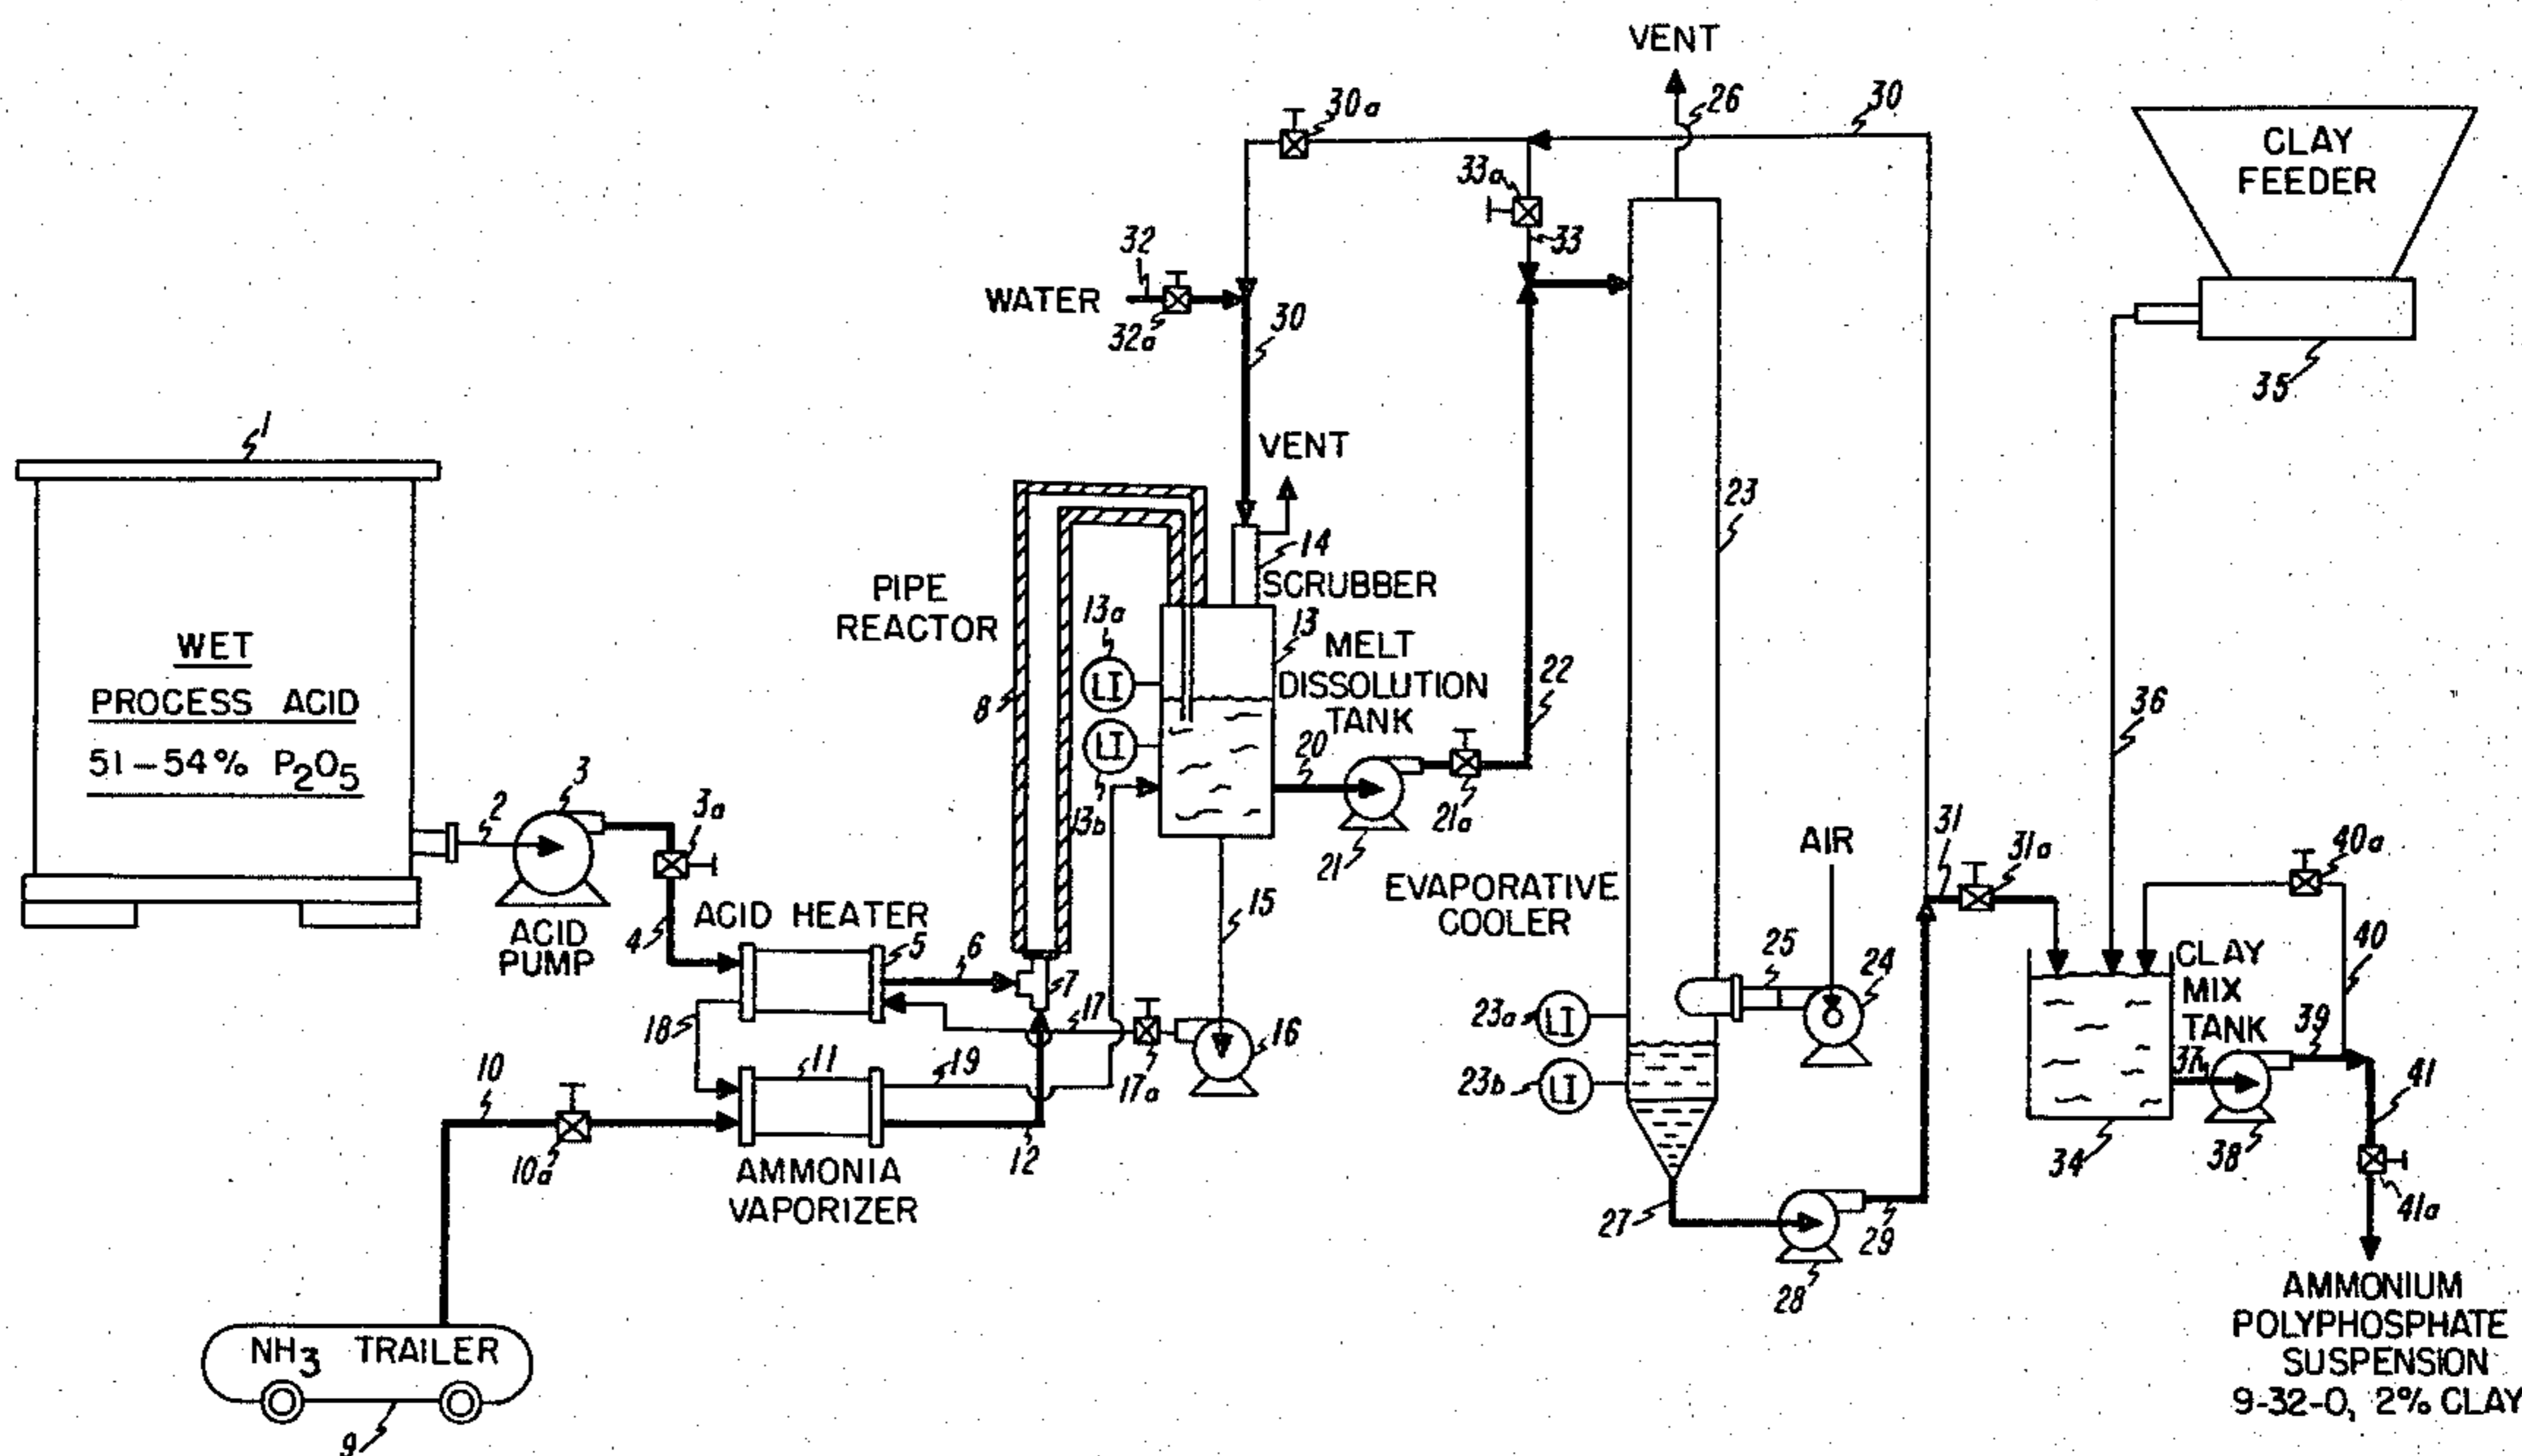 VENT
26
30a
30
CLAY
FEEDER
33a
33
32
WATER
32a
30
35
1
VENT
23
14
SCRUBBER
PIPE
REACTOR
13a
13
MELT
DISSOLUTION
TANK
LI
22
36
8
LI
20
WET
PROCESS ACID
51-54% P2O5
2
3
3a
13b
21
21a
AIR
31
31a
40a
ACID
PUMP
4
ACID HEATER
5
6
7
15
EVAPORATIVE
COOLER
25
24
CLAY
MIX
TANK
40
18
17
17a
16
23a
LI
23b
LI
37
39
10
10a
11
19
12
AMMONIA
VAPORIZER
34
38
41
41a
27
28
29
NH3 TRAILER
9
AMMONIUM
POLYPHOSPHATE
SUSPENSION
9-32-0, 2% CLAY